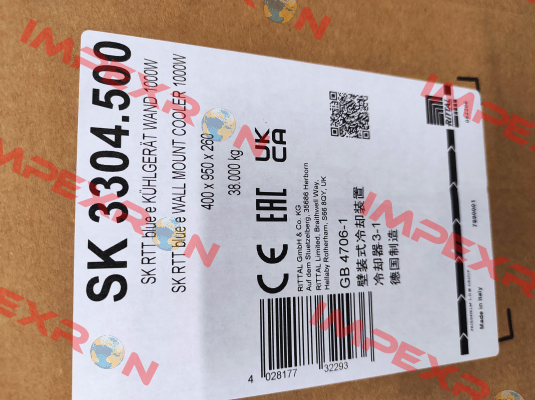 SK 3304.500
SK RTT blue e KÜHLGERÄT WAND 1000W
SK RTT blue e WALL MOUNT COOLER 1000W
400 x 950 x 260
38.000 kg
CE EAC UK CA
RITTAL GmbH & Co. KG
Auf dem Stuetzelberg, 35686 Herborn
RITTAL Limited, Braithwell Way,
Hellaby Rotherham, S66 8QY, UK
GB 4706-1
壁装式冷却装置
冷却器3-1
德国制造
4 028177 32293
Made in Italy
IMPEXRON